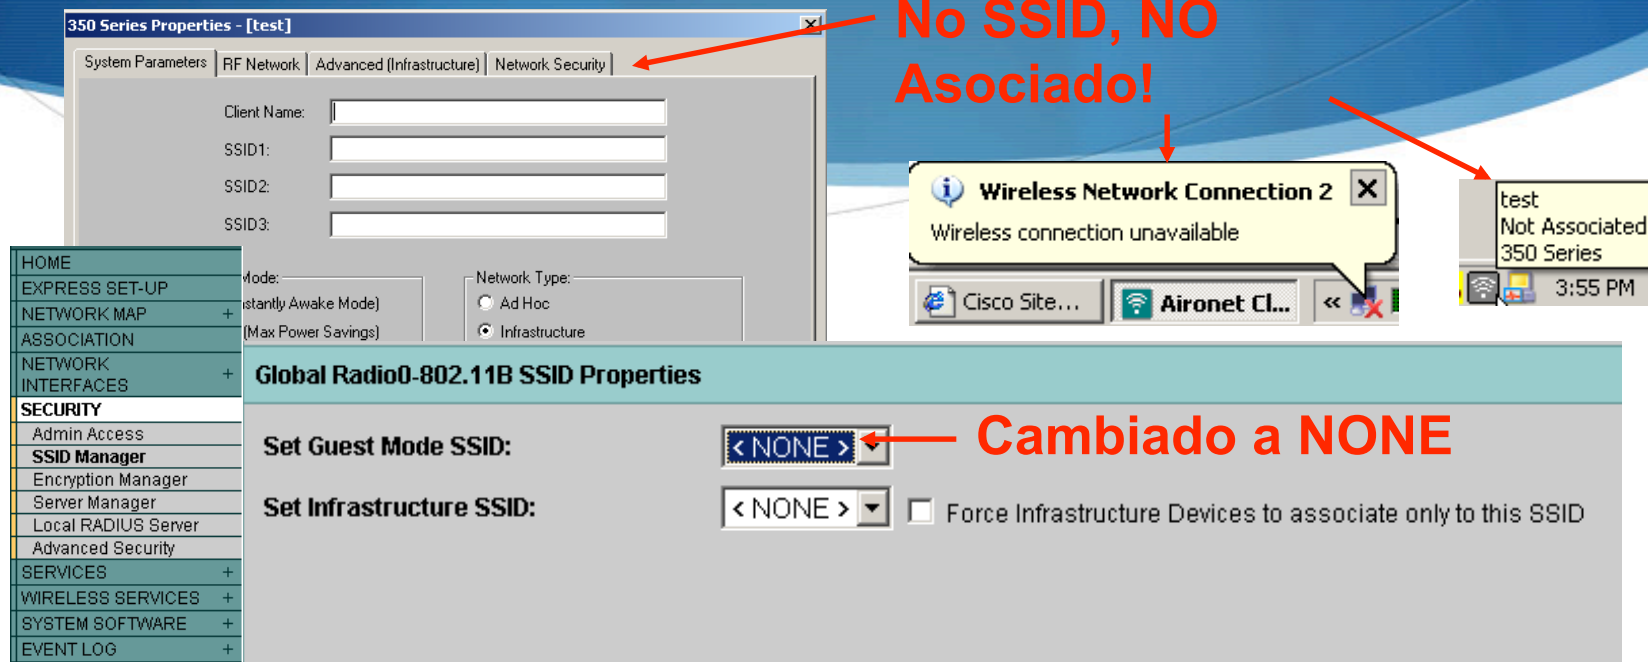 No SSID, NO
Asociado!
350 Series Properties - [test]
System Parameters RF Network Advanced (Infrastructure) Network Security
Client Name:
SSID1:
SSID2:
SSID3:
Mode:
stantly Awake Mode)
(Max Power Savings)
Network Type:
Ad Hoc
Infrastructure
Wireless Network Connection 2
Wireless connection unavailable
Cisco Site... Aironet Cl... «
test
Not Associated
350 Series
3:55 PM
HOME
EXPRESS SET-UP
NETWORK MAP +
ASSOCIATION
NETWORK
INTERFACES +
SECURITY
Admin Access
SSID Manager
Encryption Manager
Server Manager
Local RADIUS Server
Advanced Security
SERVICES +
WIRELESS SERVICES +
SYSTEM SOFTWARE +
EVENT LOG +
Global Radio0-802.11B SSID Properties
Set Guest Mode SSID: < NONE >
Cambiado a NONE
Set Infrastructure SSID: < NONE > Force Infrastructure Devices to associate only to this SSID